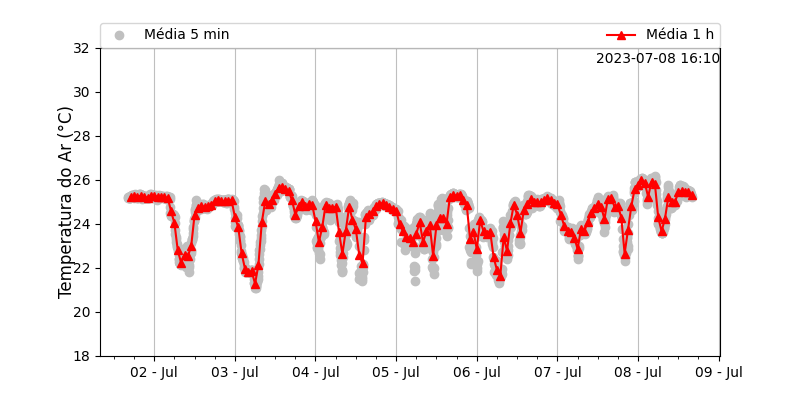 Média 5 min
Média 1 h
2023-07-08 16:10
Temperatura do Ar (°C)
32
30
28
26
24
22
20
18
02 - Jul
03 - Jul
04 - Jul
05 - Jul
06 - Jul
07 - Jul
08 - Jul
09 - Jul